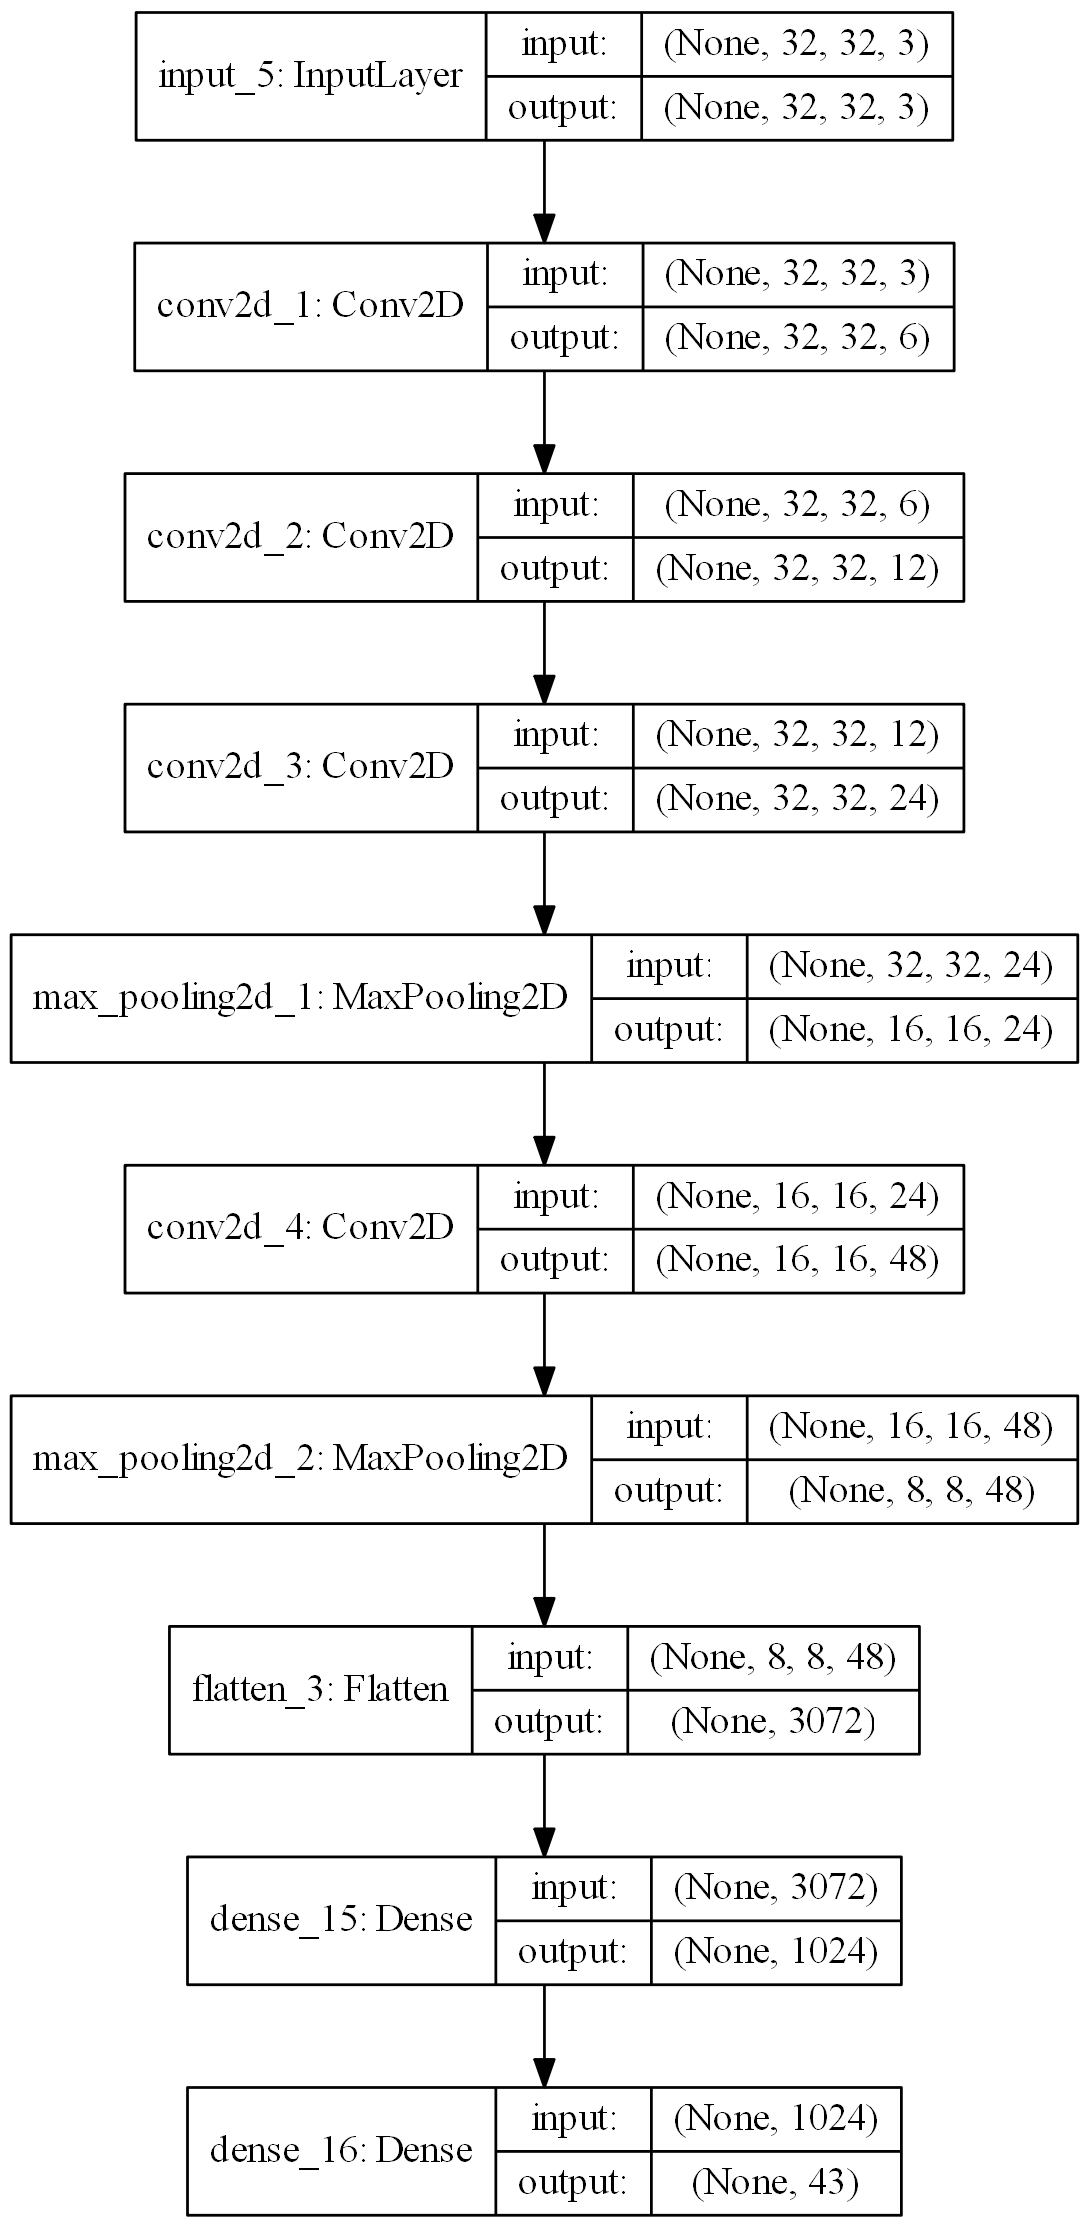 input_5: InputLayer
input: (None, 32, 32, 3)
output: (None, 32, 32, 3)
conv2d_1: Conv2D
input: (None, 32, 32, 3)
output: (None, 32, 32, 6)
conv2d_2: Conv2D
input: (None, 32, 32, 6)
output: (None, 32, 32, 12)
conv2d_3: Conv2D
input: (None, 32, 32, 12)
output: (None, 32, 32, 24)
max_pooling2d_1: MaxPooling2D
input: (None, 32, 32, 24)
output: (None, 16, 16, 24)
conv2d_4: Conv2D
input: (None, 16, 16, 24)
output: (None, 16, 16, 48)
max_pooling2d_2: MaxPooling2D
input: (None, 16, 16, 48)
output: (None, 8, 8, 48)
flatten_3: Flatten
input: (None, 8, 8, 48)
output: (None, 3072)
dense_15: Dense
input: (None, 3072)
output: (None, 1024)
dense_16: Dense
input: (None, 1024)
output: (None, 43)